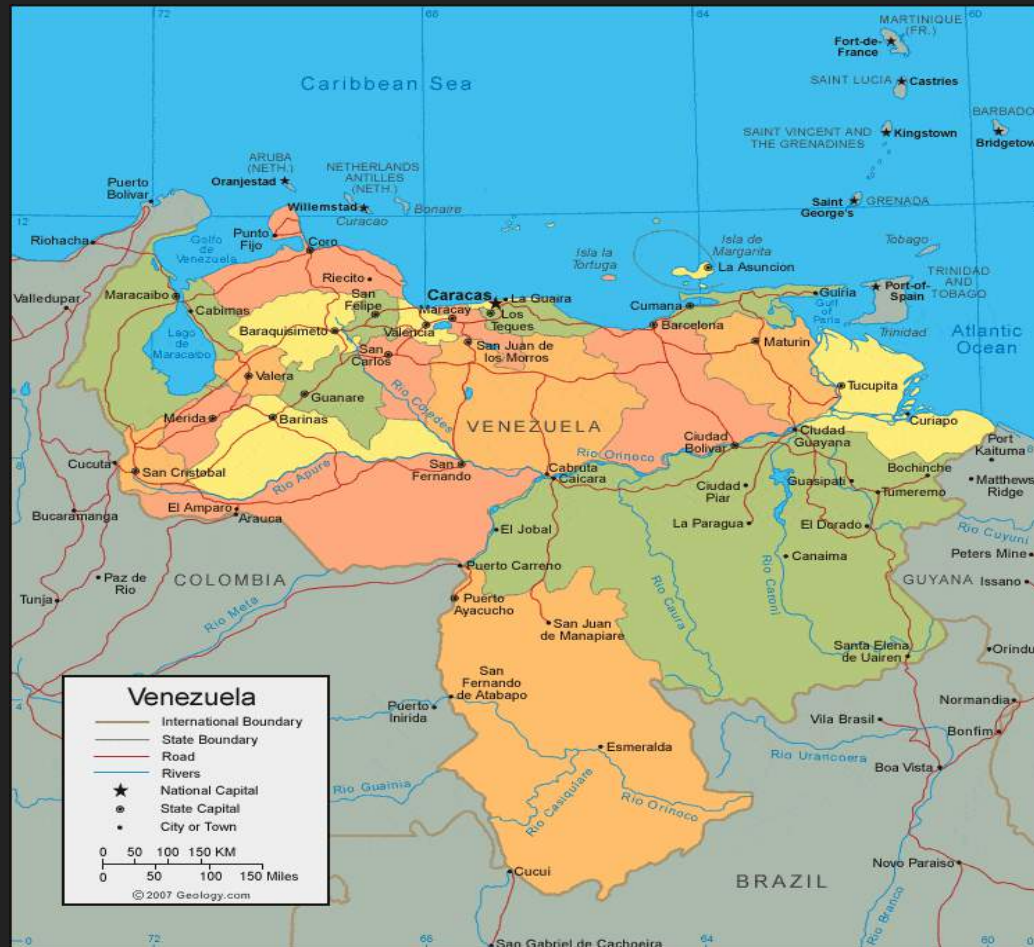 72
68
64
60
MARTINIQUE
(FR.)
Fort-de-
France
Caribbean Sea
SAINT LUCIA
Castries
BARBADO
SAINT VINCENT AND
THE GRENADINES
Kingstown
Bridgetow
ARUBA
(NETH.)
NETHERLANDS
ANTILLES
(NETH.)
Oranjestad
Puerto
Bolivar
Willemstad
Bonaire
Curacao
Saint
George's
GRENADA
12
Punto
Fijo
Coro
Riohacha
Golfo
de
Venezuela
Isla la
Tortuga
Isla de
Margarita
Tobago
La Asuncion
TRINIDAD
AND
TOBAGO
Riecito
Maracaibo
Valledupar
Cabimas
San
Felipe
Caracas
La Guaira
Maracay
Los
Teques
Cumana
Guiria
Port-of-
Spain
Gulf
of
Paria
Trinidad
Atlantic
Ocean
Baraquisimeto
Valencia
Barcelena
Lago
de
Maracaibo
San
Carlos
San Juan de
los Morros
Maturin
Valera
Guanare
Rio Cojedes
Tucupita
Merida
Barinas
VENEZUELA
Curiapo
Ciudad
Bolivar
Ciudad
Guayana
Port
Kaituma
8
Cucuta
San Cristobal
Rio Apure
San
Fernando
Rio Orinoco
Cabruta
Caicara
Ciudad
Piar
Guasipati
Bochinche
Tumeremo
Matthews
Ridge
Bucaramanga
El Amparo
Arauca
El Jobal
La Paragua
El Dorado
Rio Cuyuni
Canaima
Peters Mine
Paz de
Rio
COLOMBIA
Puerto Carreno
GUYANA
Issano
Tunja
Rio Meta
Puerto
Ayacucho
Rio Caura
Rio Caroni
San Juan
de Manapiare
Santa Elena
de Uairen
Orindu
San
Fernando
de Atabapo
4
Puerto
Inirida
Normandia
Vila Brasil
Bonfim
Esmeralda
Rio Urancoera
Boa Vista
Rio Guainia
Rio Casiquiare
Rio Orinoco
Venezuela
International Boundary
State Boundary
Road
Rivers
National Capital
State Capital
City or Town
0 50 100 150 KM
0 50 100 150 Miles
© 2007 Geology.com
Cucui
BRAZIL
Novo Paraiso
Rio Branco
0
72
68
64
60
Sao Gabriel de Cachoeira